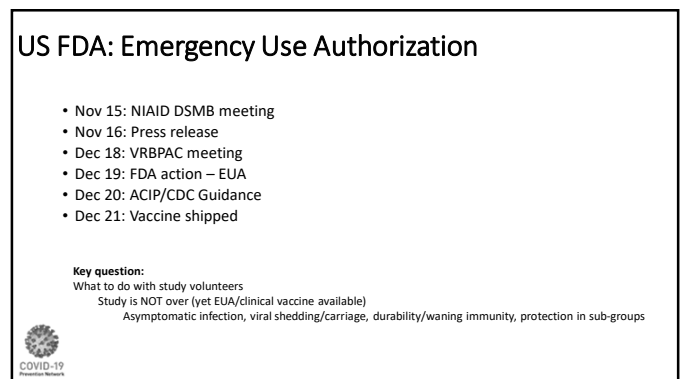 US FDA: Emergency Use Authorization
• Nov 15: NIAID DSMB meeting
• Nov 16: Press release
• Dec 18: VRBPAC meeting
• Dec 19: FDA action – EUA
• Dec 20: ACIP/CDC Guidance
• Dec 21: Vaccine shipped
Key question:
What to do with study volunteers
Study is NOT over (yet EUA/clinical vaccine available)
Asymptomatic infection, viral shedding/carriage, durability/waning immunity, protection in sub-groups
COVID-19
Prevention Network